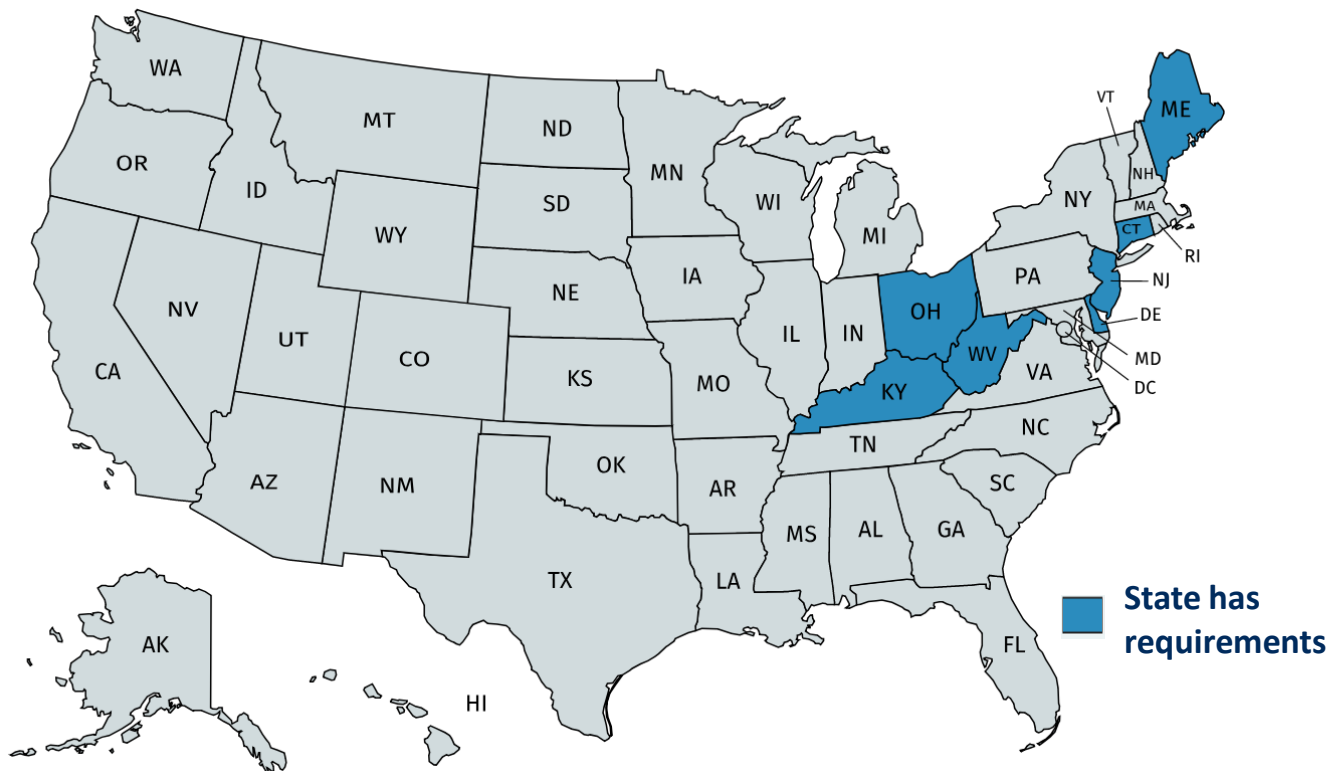 WA
MT
ND
MN
VT
ME
OR
ID
SD
WI
NH
NY
MA
WY
MI
CT
RI
IA
PA
NJ
NE
NV
OH
DE
IL
IN
UT
CO
WV
MD
CA
KS
MO
VA
DC
KY
NC
TN
OK
AZ
NM
AR
SC
MS
AL
GA
TX
LA
State has
requirements
AK
FL
HI